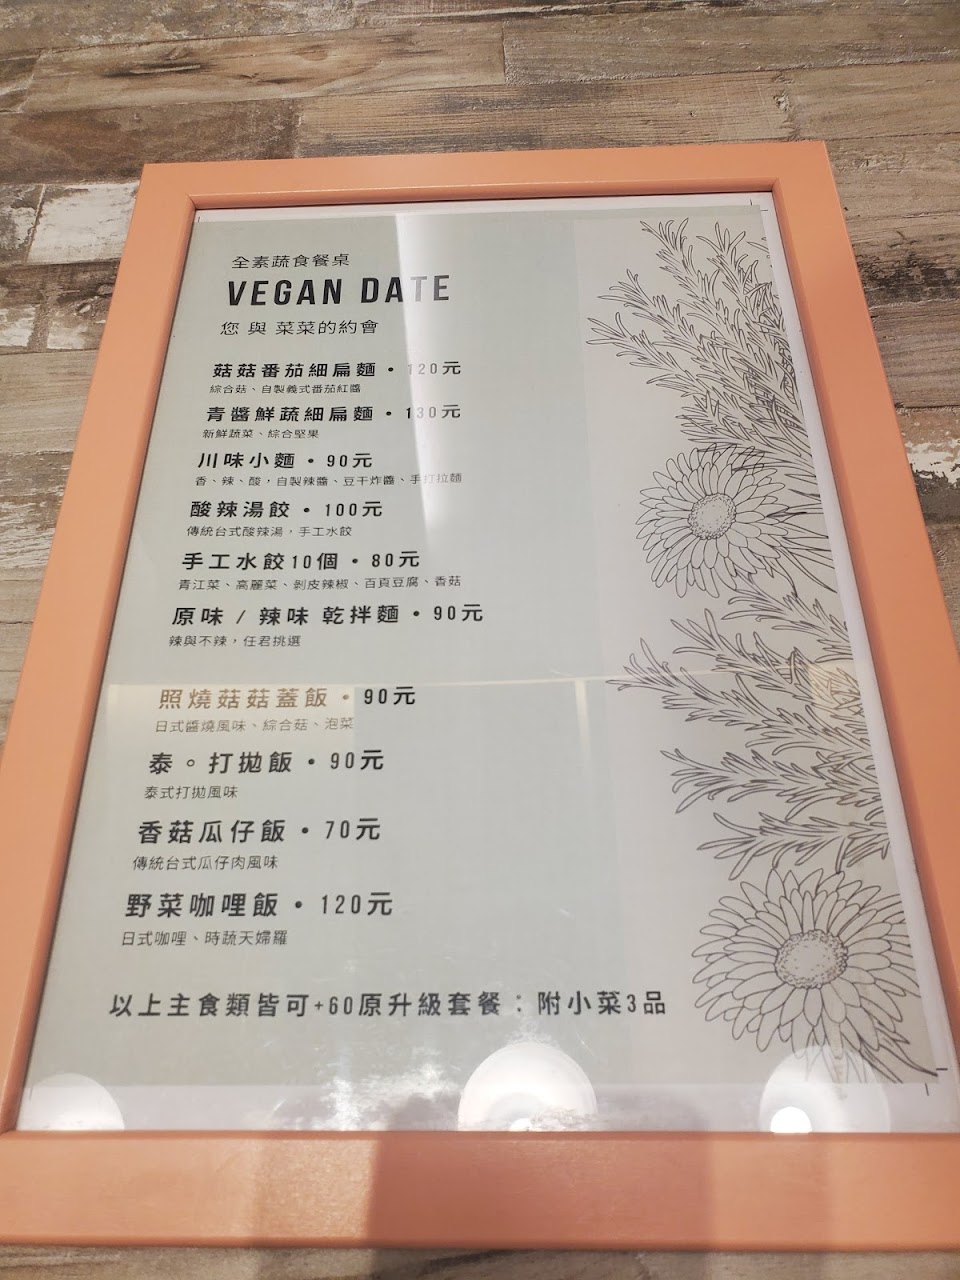 全素蔬食餐桌
VEGAN DATE
您 與 菜菜的約會
菇菇番茄細扁麵・120元
綜合菇、自製義式番茄紅醬
青醬鮮蔬細扁麵・130元
新鮮蔬菜、綜合堅果
川味小麵・90元
香、辣、酸，自製辣醬、豆干炸醬、手打拉麵
酸辣湯餃・100元
傳統台式酸辣湯，手工水餃
手工水餃10個・80元
青江菜、高麗菜、剝皮辣椒、百頁豆腐、香菇
原味 / 辣味 乾拌麵・90元
辣與不辣，任君挑選
照燒菇菇蓋飯・90元
日式醬燒風味、綜合菇、泡菜
泰。打拋飯・90元
泰式打拋風味
香菇瓜仔飯・70元
傳統台式瓜仔肉風味
野菜咖哩飯・120元
日式咖哩、時蔬天婦羅
以上主食類皆可+60原升級套餐：附小菜3品